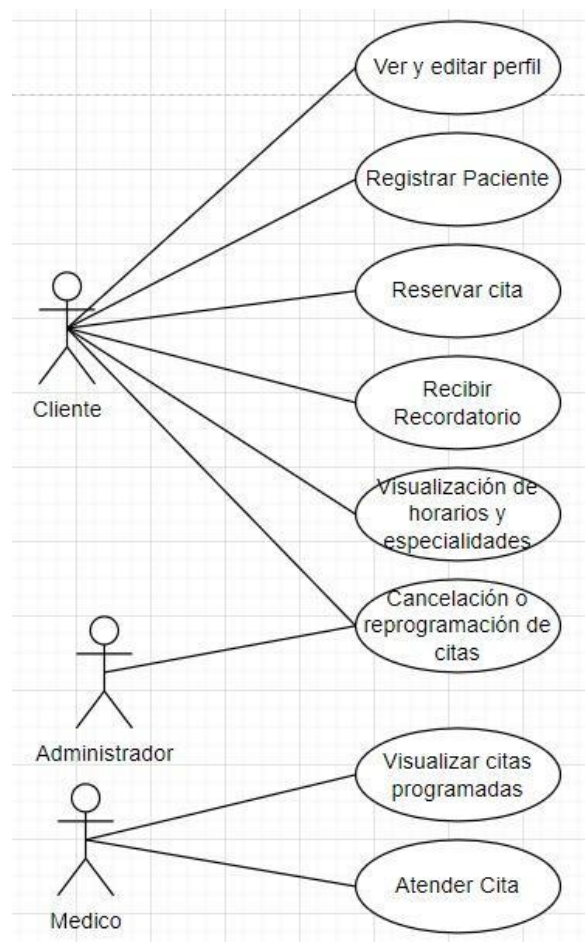 Ver y editar perfil
Registrar Paciente
Reservar cita
Recibir
Recordatorio
Visualización de
horarios y
especialidades
Cancelación o
reprogramación de
citas
Cliente
Administrador
Visualizar citas
programadas
Atender Cita
Medico